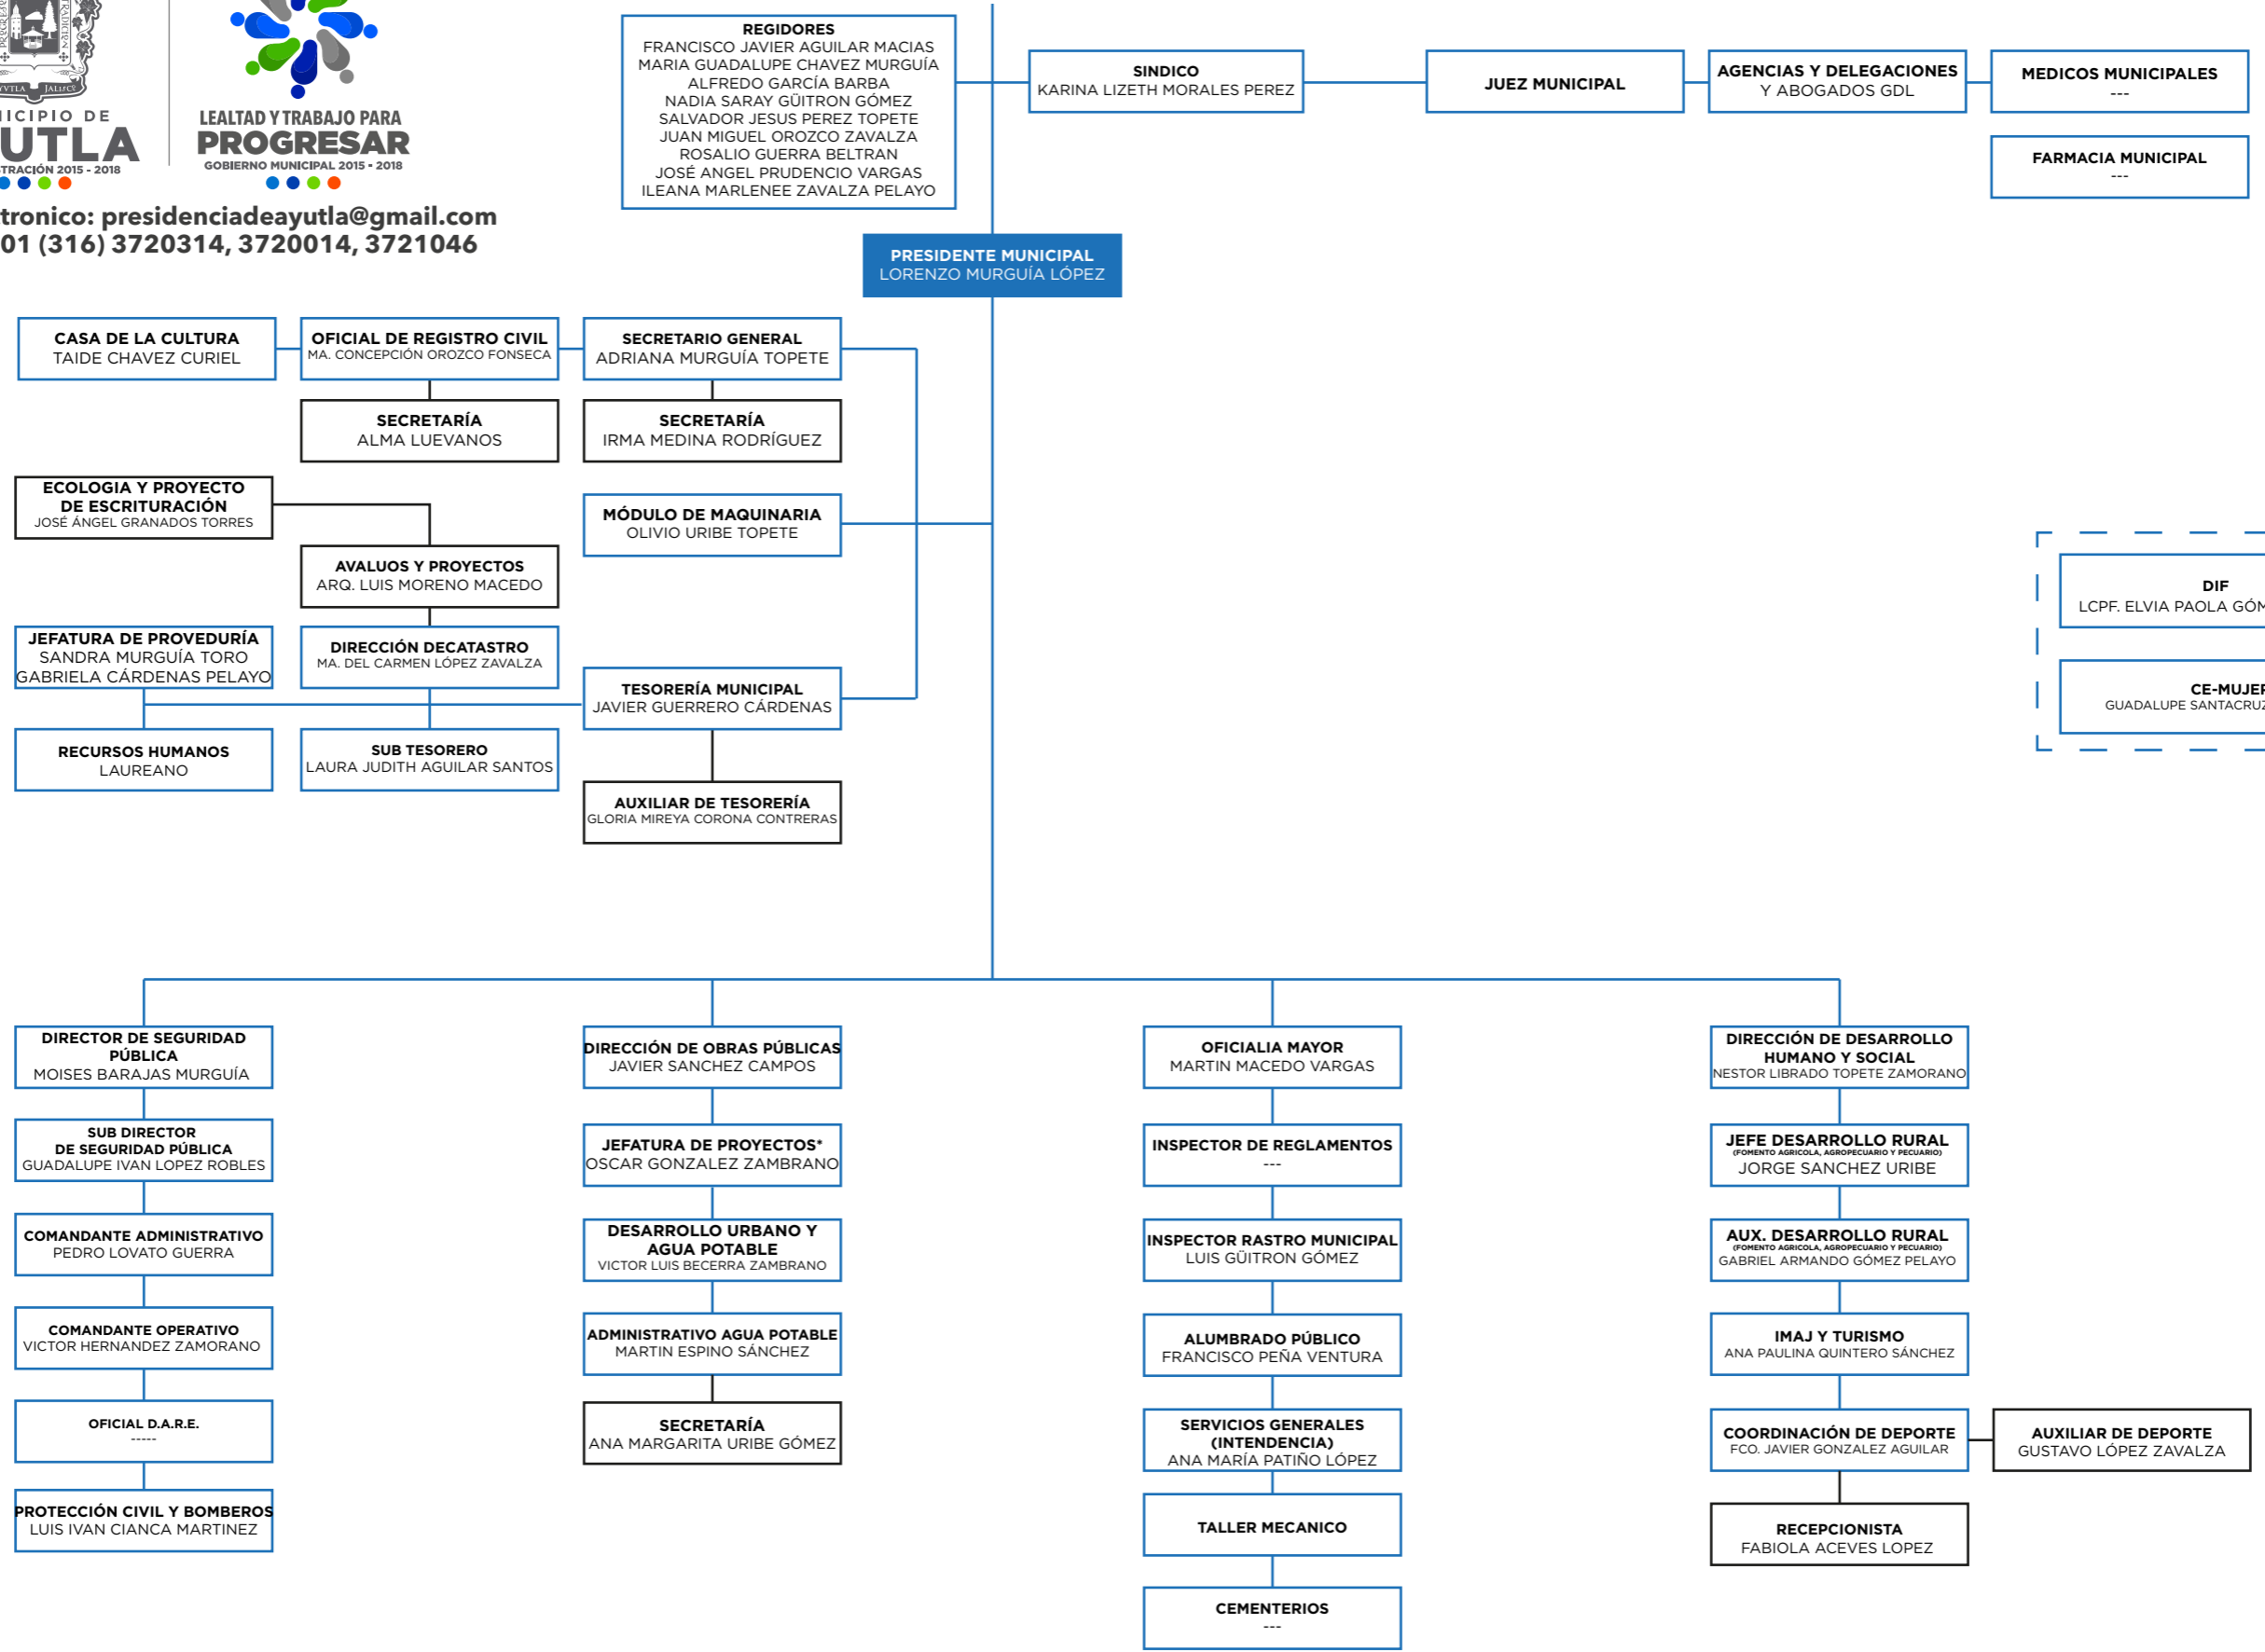 LEALTAD Y TRABAJO PARA
PROGRESAR
GOBIERNO MUNICIPAL 2015 - 2018
presidenciadeayutla@gmail.com
01 (316) 3720314, 3720014, 3721046
REGIDORES
FRANCISCO JAVIER AGUILAR MACIAS
MARIA GUADALUPE CHAVEZ MURGUÍA
ALFREDO GARCÍA BARBA
NADIA SARAY GÜITRON GÓMEZ
SALVADOR JESUS PEREZ TOPETE
JUAN MIGUEL OROZCO ZAVALZA
ROSALIO GUERRA BELTRAN
JOSÉ ANGEL PRUDENCIO VARGAS
ILEANA MARLENEE ZAVALZA PELAYO
SINDICO
KARINA LIZETH MORALES PEREZ
JUEZ MUNICIPAL
AGENCIAS Y DELEGACIONES
Y ABOGADOS GDL
MEDICOS MUNICIPALES
---
FARMACIA MUNICIPAL
---
PRESIDENTE MUNICIPAL
LORENZO MURGUÍA LÓPEZ
CASA DE LA CULTURA
TAIDE CHAVEZ CURIEL
OFICIAL DE REGISTRO CIVIL
MA. CONCEPCIÓN OROZCO FONSECA
SECRETARIO GENERAL
ADRIANA MURGUÍA TOPETE
SECRETARÍA
ALMA LUEVANOS
SECRETARÍA
IRMA MEDINA RODRÍGUEZ
ECOLOGIA Y PROYECTO
DE ESCRITURACIÓN
JOSÉ ÁNGEL GRANADOS TORRES
MÓDULO DE MAQUINARIA
OLIVIO URIBE TOPETE
AVALUOS Y PROYECTOS
ARQ. LUIS MORENO MACEDO
DIF
LCPF. ELVIA PAOLA
JEFATURA DE PROVEDURÍA
SANDRA MURGUÍA TORO
GABRIELA CÁRDENAS PELAYO
DIRECCIÓN DECATASTRO
MA. DEL CARMEN LÓPEZ ZAVALZA
TESORERÍA MUNICIPAL
JAVIER GUERRERO CÁRDENAS
CE-MUJER
GUADALUPE SANTACRUZ
RECURSOS HUMANOS
LAUREANO
SUB TESORERO
LAURA JUDITH AGUILAR SANTOS
AUXILIAR DE TESORERÍA
GLORIA MIREYA CORONA CONTRERAS
DIRECTOR DE SEGURIDAD
PÚBLICA
MOISES BARAJAS MURGUÍA
SUB DIRECTOR
DE SEGURIDAD PÚBLICA
GUADALUPE IVAN LOPEZ ROBLES
COMANDANTE ADMINISTRATIVO
PEDRO LOVATO GUERRA
COMANDANTE OPERATIVO
VICTOR HERNANDEZ ZAMORANO
OFICIAL D.A.R.E.
-----
PROTECCIÓN CIVIL Y BOMBEROS
LUIS IVAN CIANCA MARTINEZ
DIRECCIÓN DE OBRAS PÚBLICAS
JAVIER SANCHEZ CAMPOS
JEFATURA DE PROYECTOS*
OSCAR GONZALEZ ZAMBRANO
DESARROLLO URBANO Y
AGUA POTABLE
VICTOR LUIS BECERRA ZAMBRANO
ADMINISTRATIVO AGUA POTABLE
MARTIN ESPINO SÁNCHEZ
SECRETARÍA
ANA MARGARITA URIBE GÓMEZ
OFICIALIA MAYOR
MARTIN MACEDO VARGAS
INSPECTOR DE REGLAMENTOS
---
INSPECTOR RASTRO MUNICIPAL
LUIS GÜITRON GÓMEZ
ALUMBRADO PÚBLICO
FRANCISCO PEÑA VENTURA
SERVICIOS GENERALES
(INTENDENCIA)
ANA MARÍA PATIÑO LÓPEZ
TALLER MECANICO
CEMENTERIOS
---
DIRECCIÓN DE DESARROLLO
HUMANO Y SOCIAL
NESTOR LIBRADO TOPETE ZAMORANO
JEFE DESARROLLO RURAL
(FOMENTO AGRICOLA, AGROPECUARIO Y PECUARIO)
JORGE SANCHEZ URIBE
AUX. DESARROLLO RURAL
(FOMENTO AGRICOLA, AGROPECUARIO Y PECUARIO)
GABRIEL ARMANDO GÓMEZ PELAYO
IMAJ Y TURISMO
ANA PAULINA QUINTERO SÁNCHEZ
COORDINACIÓN DE DEPORTE
FCO. JAVIER GONZALEZ AGUILAR
AUXILIAR DE DEPORTE
GUSTAVO LÓPEZ ZAVALZA
RECEPCIONISTA
FABIOLA ACEVES LOPEZ